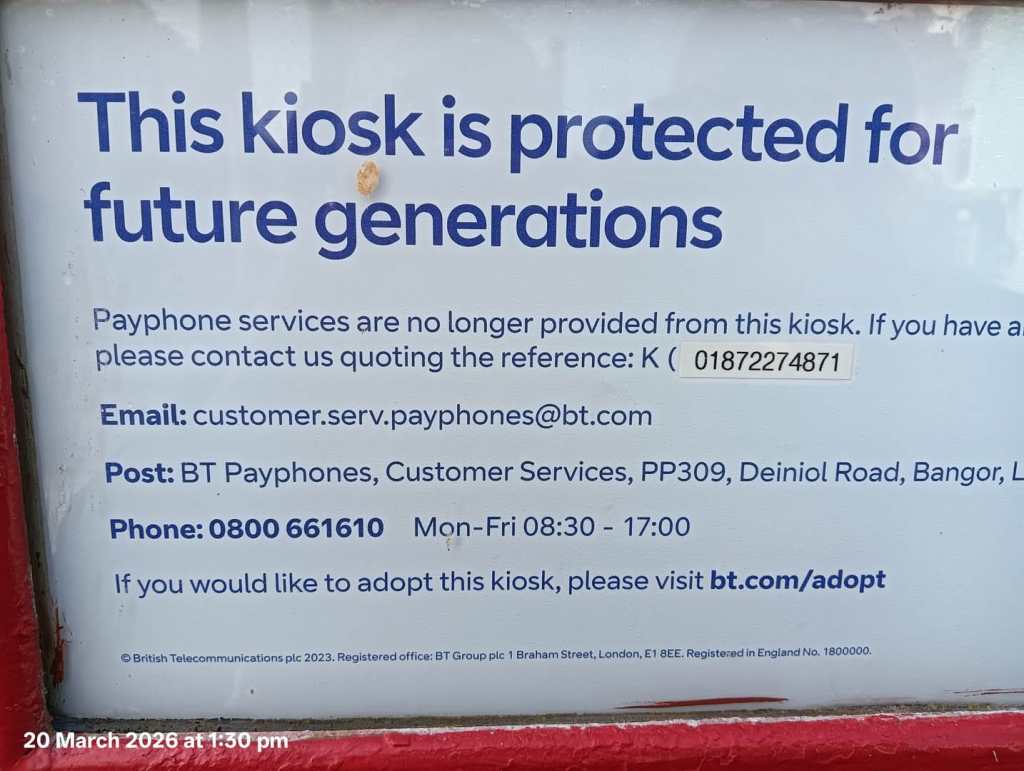 This kiosk is protected for
future generations
Payphone services are no longer provided from this kiosk. If you have
please contact us quoting the reference: K ( 01872274871
Email: customer.serv.payphones@bt.com
Post: BT Payphones, Customer Services, PP309, Deiniol Road, Bangor,
Phone: 0800 661610 Mon-Fri 08:30 - 17:00
If you would like to adopt this kiosk, please visit bt.com/adopt
© British Telecommunications plc 2023. Registered office: BT Group plc 1 Braham Street, London, E1 8EE. Registered in England No. 1800000.
20 March 2026 at 1:30 pm